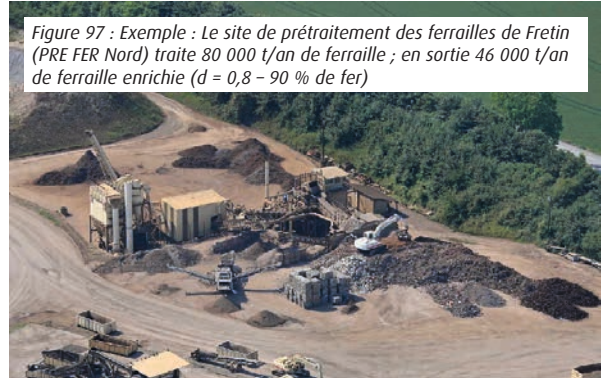 Figure 97 : Exemple : Le site de prétraitement des ferrailles de Fretin
(PRE FER Nord) traite 80 000 t/an de ferraille ; en sortie 46 000 t/an
de ferraille enrichie (d = 0,8 – 90 % de fer)